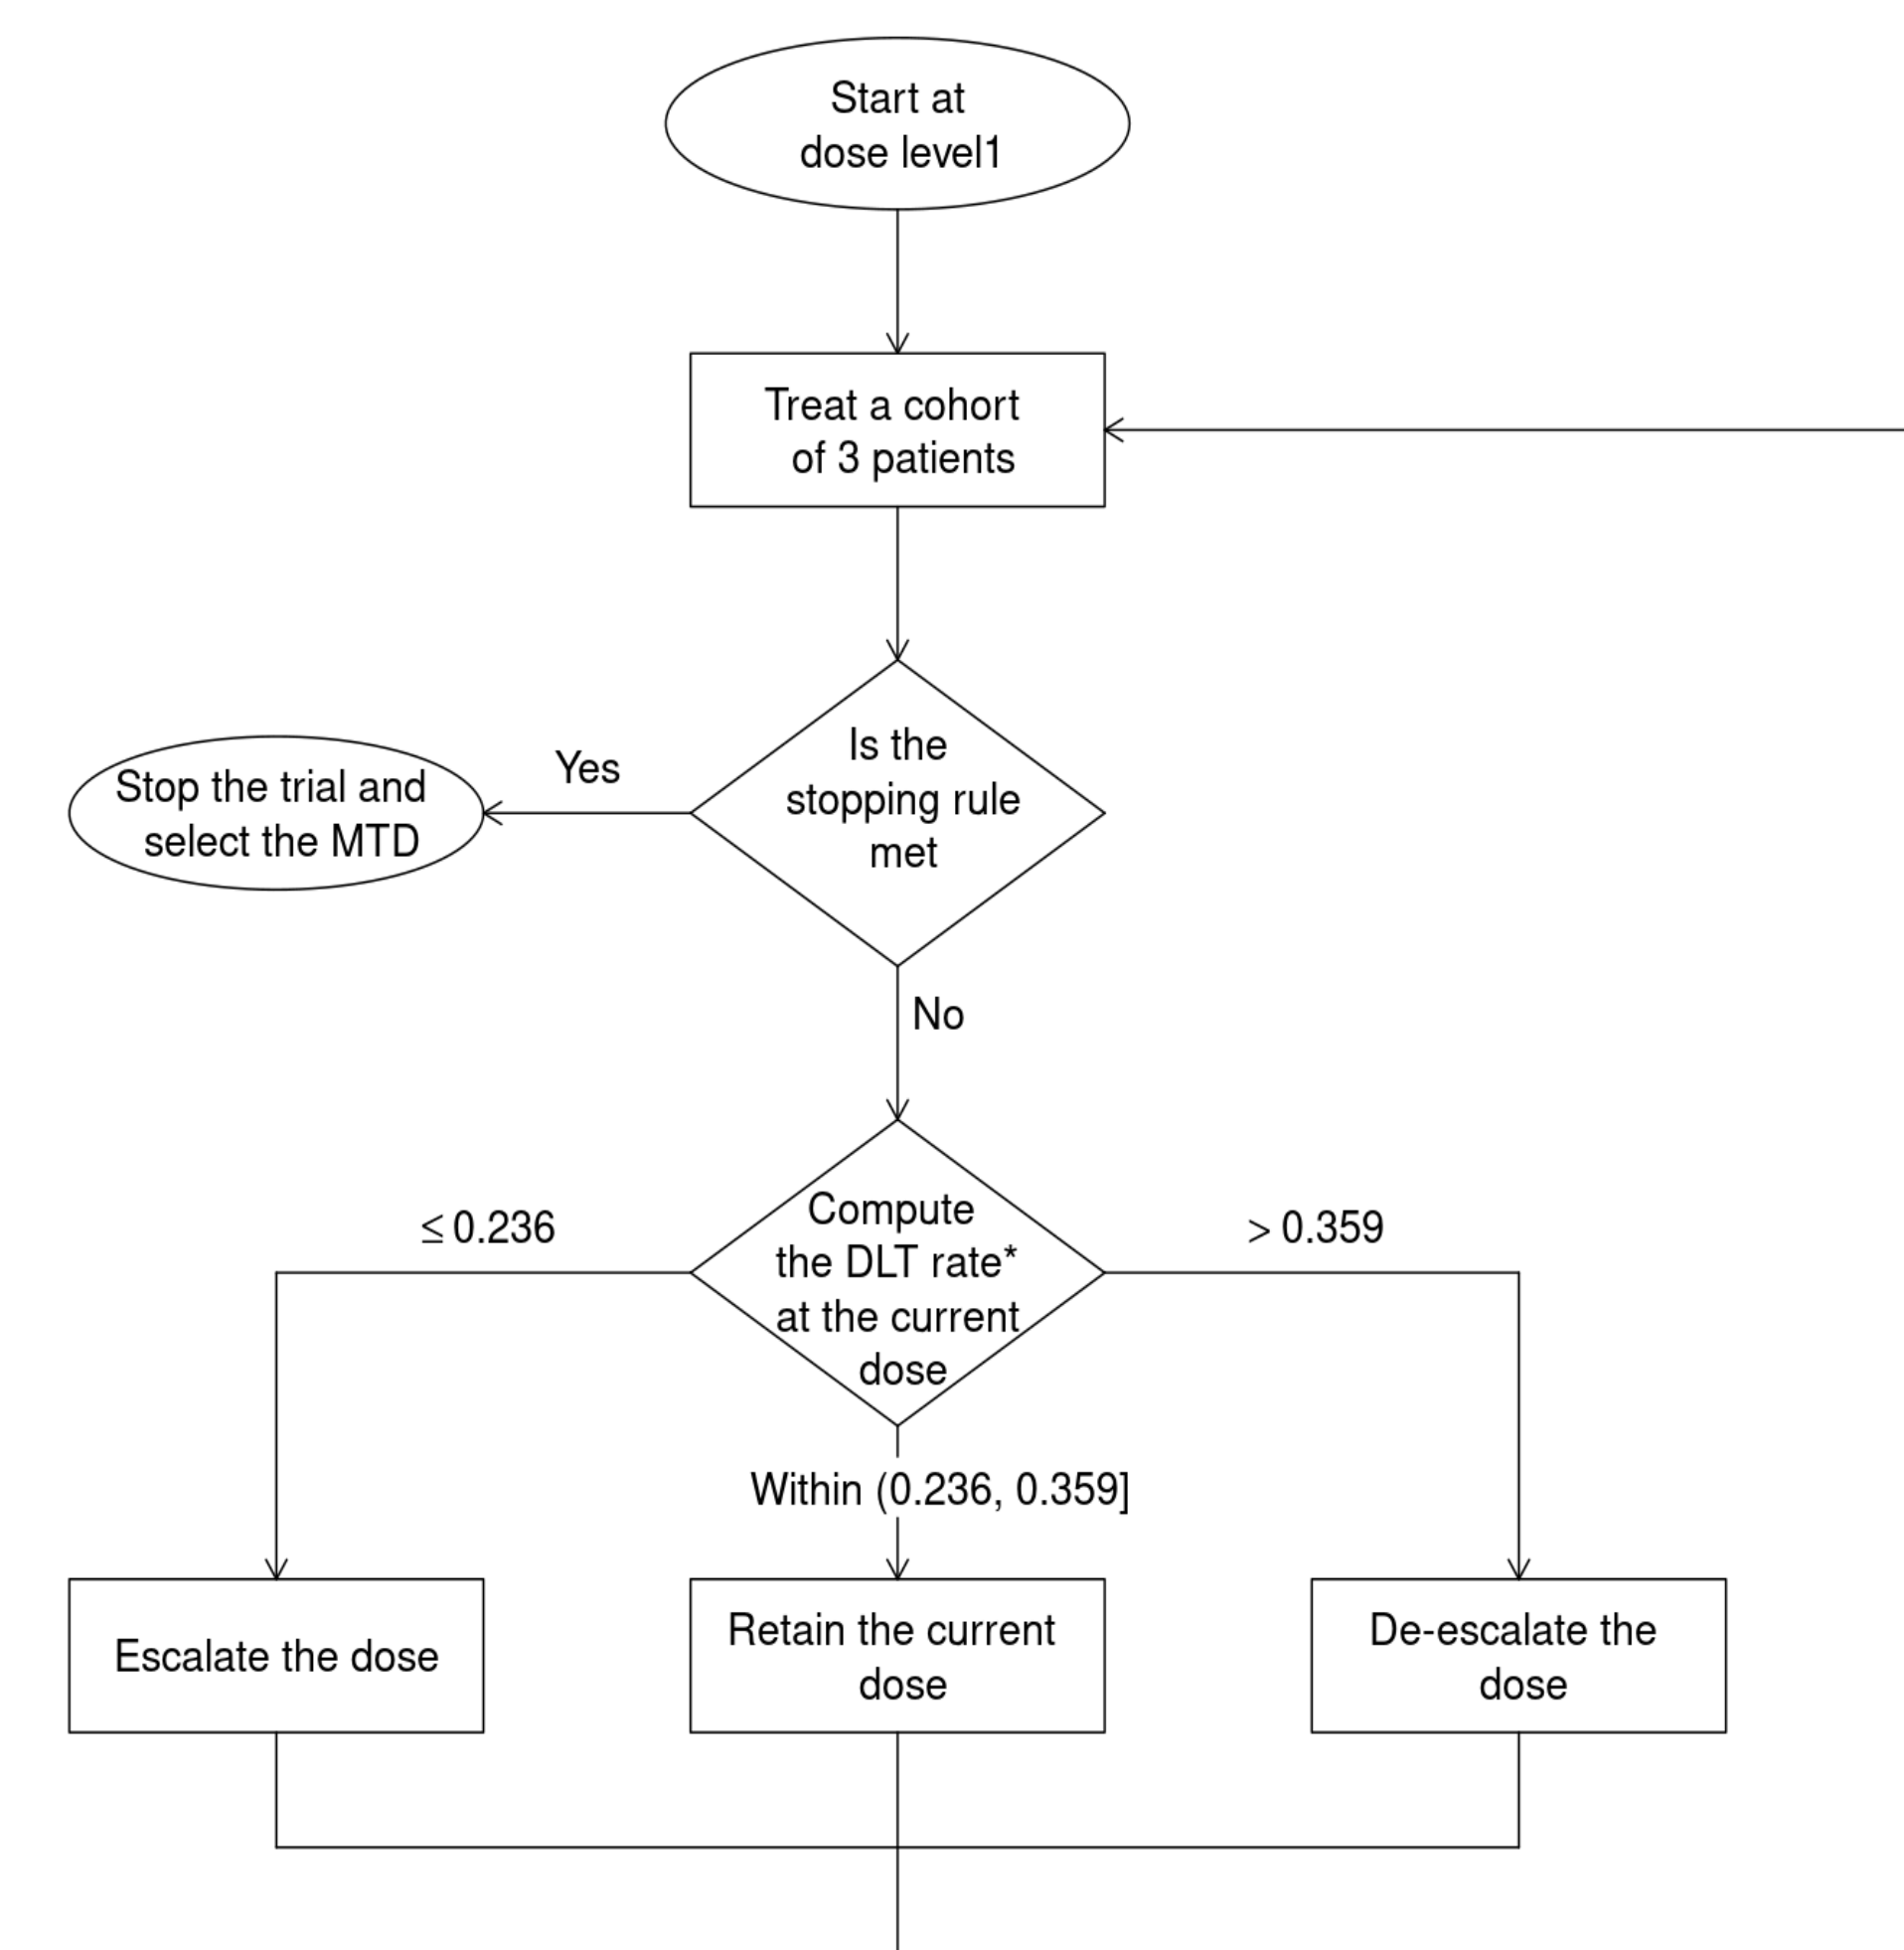 Start at
dose level1
Treat a cohort
of 3 patients
Is the
stopping rule
met
Yes
Stop the trial and
select the MTD
No
Compute
the DLT rate*
at the current
dose
≤ 0.236
> 0.359
Within (0.236, 0.359]
Escalate the dose
Retain the current
dose
De-escalate the
dose